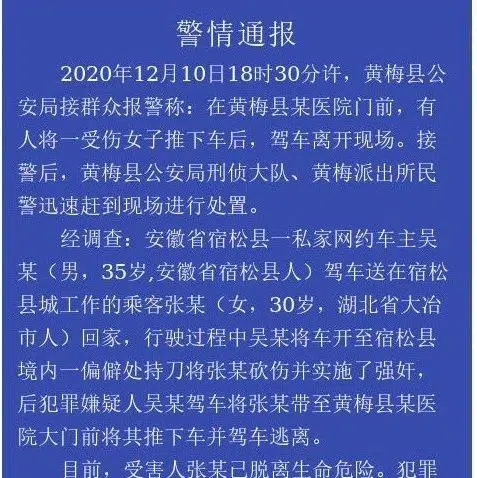 警情通报
2020年12月10日18时30分许，黄梅县公
安局接群众报警称：在黄梅县某医院门前，有
人将一受伤女子推下车后，驾车离开现场。接
警后，黄梅县公安局刑侦大队、黄梅派出所民
警迅速赶到现场进行处置。
经调查：安徽省宿松县一私家网约车主吴
某（男，35岁,安徽省宿松县人）驾车送在宿松
县城工作的乘客张某（女，30岁，湖北省大冶
市人）回家，行驶过程中吴某将车开至宿松县
境内一偏僻处持刀将张某砍伤并实施了强奸，
后犯罪嫌疑人吴某驾车将张某带至黄梅县某医
院大门前将其推下车并驾车逃离。
目前，受害人张某已脱离生命危险。犯罪